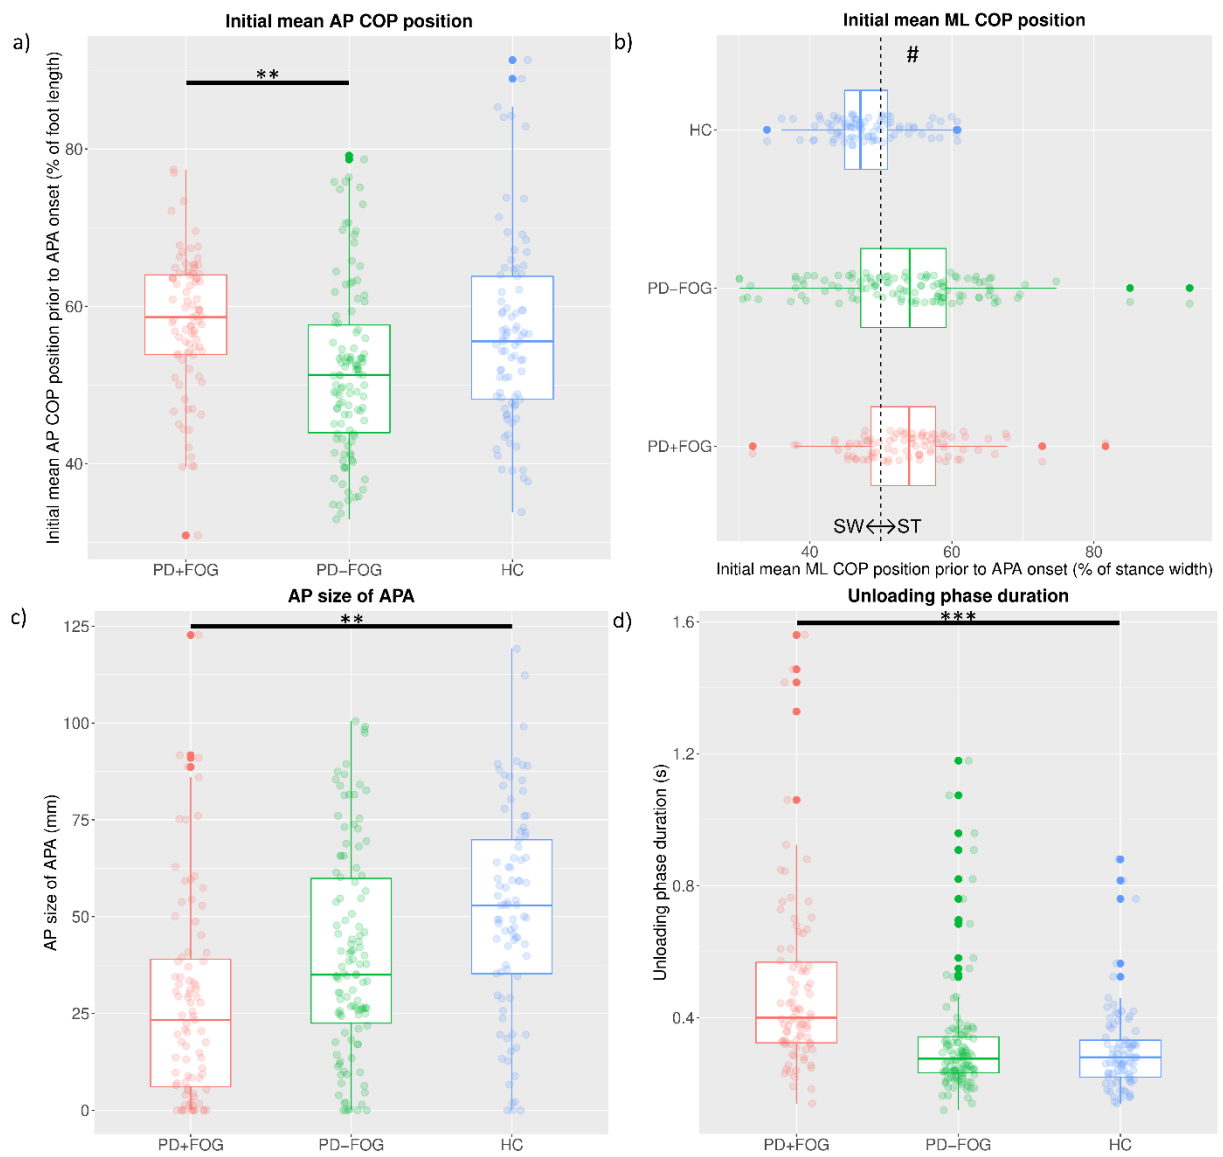 a)
Initial mean AP COP position
Initial mean AP COP position prior to APA onset (% of foot length)
**
80
60
40
PD+FOG
PD−FOG
HC
b)
Initial mean ML COP position
#
HC
PD−FOG
PD+FOG
SW
ST
40
60
80
Initial mean ML COP position prior to APA onset (% of stance width)
c)
AP size of APA
AP size of APA (mm)
**
125
100
75
50
25
0
PD+FOG
PD−FOG
HC
d)
Unloading phase duration
Unloading phase duration (s)
***
1.6
1.2
0.8
0.4
PD+FOG
PD−FOG
HC